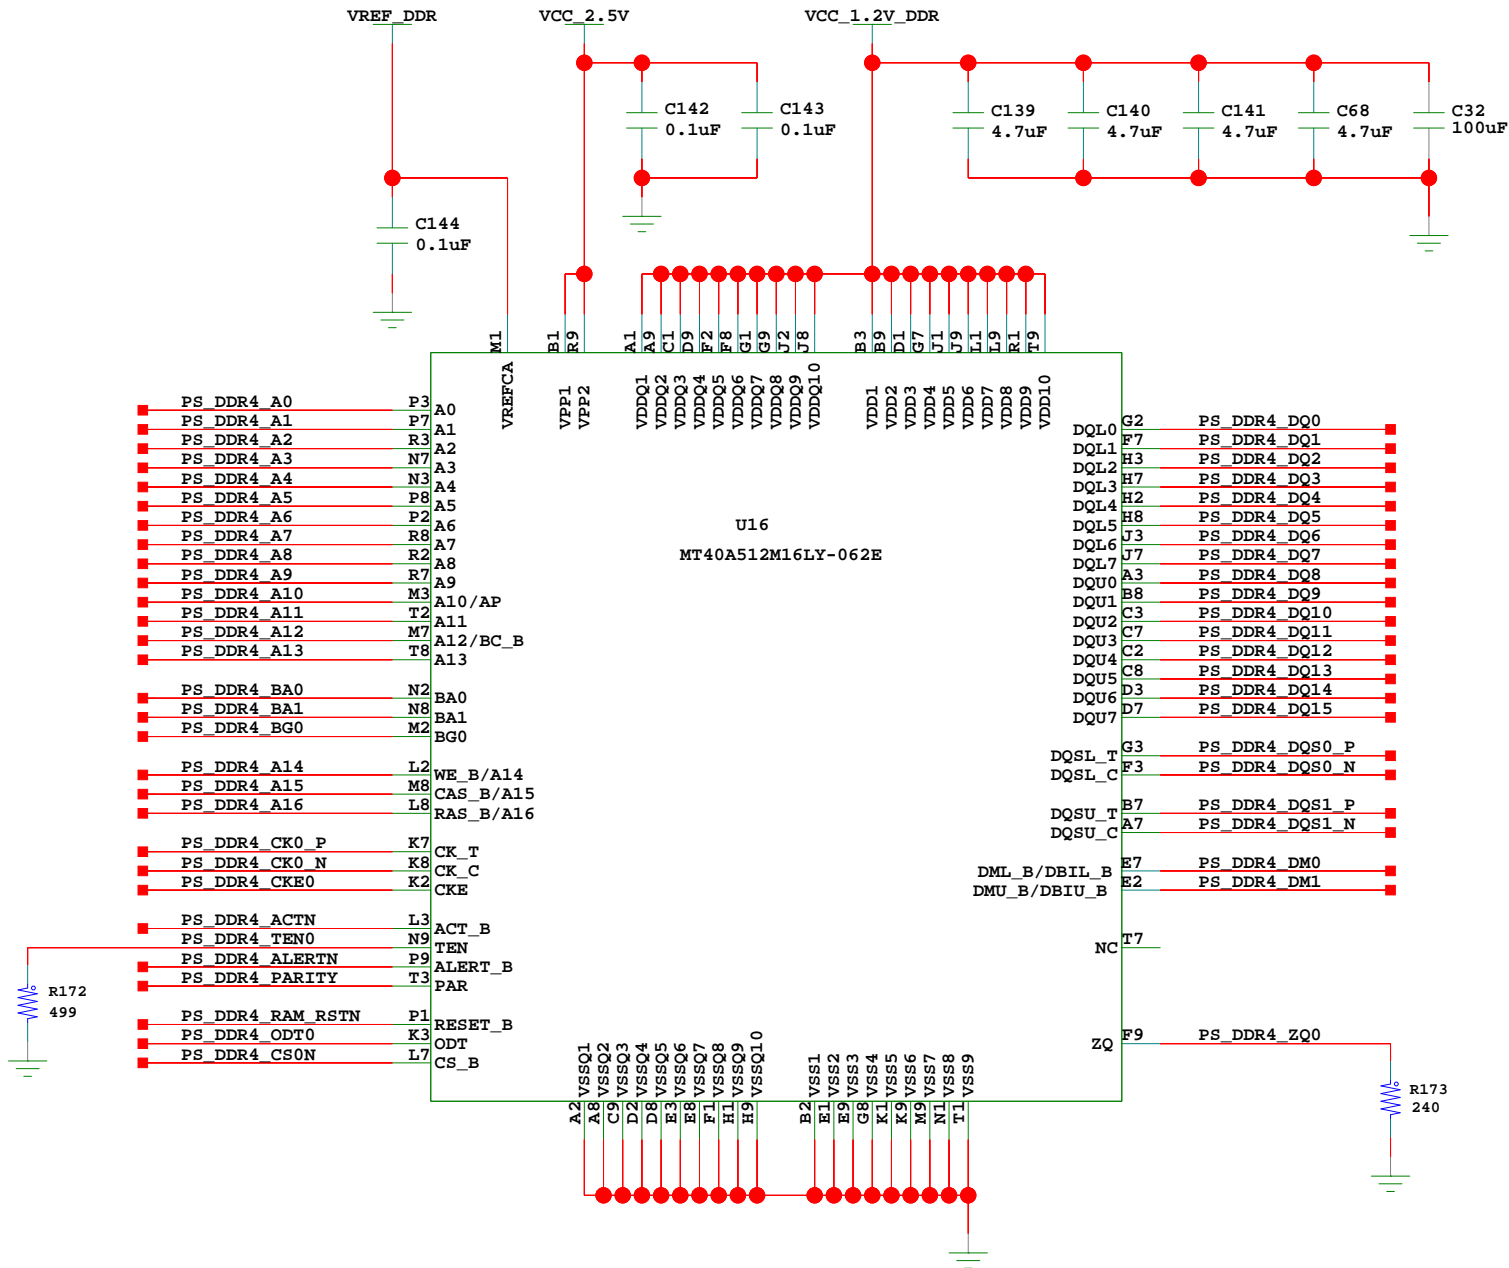 VREF_DDR VCC_2.5V VCC_1.2V_DDR
C142 C143 C139 C140 C141 C68 C32
0.1uF 0.1uF 4.7uF 4.7uF 4.7uF 4.7uF 100uF
C144
0.1uF
M1 B1 R9 A1 A9 C1 D9 F2 F8 G1 G9 J2 J8 B3 B9 D1 G7 J1 J9 L1 L9 R1 T9
VREFCA VPP1 VPP2 VDDQ1 VDDQ2 VDDQ3 VDDQ4 VDDQ5 VDDQ6 VDDQ7 VDDQ8 VDDQ9 VDDQ10 VDD1 VDD2 VDD3 VDD4 VDD5 VDD6 VDD7 VDD8 VDD9 VDD10
PS_DDR4_A0 P3 A0
PS_DDR4_A1 P7 A1
PS_DDR4_A2 R3 A2
PS_DDR4_A3 N7 A3
PS_DDR4_A4 N3 A4
PS_DDR4_A5 P8 A5
PS_DDR4_A6 P2 A6
PS_DDR4_A7 R8 A7
PS_DDR4_A8 R2 A8
PS_DDR4_A9 R7 A9
PS_DDR4_A10 M3 A10/AP
PS_DDR4_A11 T2 A11
PS_DDR4_A12 M7 A12/BC_B
PS_DDR4_A13 T8 A13
PS_DDR4_BA0 N2 BA0
PS_DDR4_BA1 N8 BA1
PS_DDR4_BG0 M2 BG0
PS_DDR4_A14 L2 WE_B/A14
PS_DDR4_A15 M8 CAS_B/A15
PS_DDR4_A16 L8 RAS_B/A16
PS_DDR4_CK0_P K7 CK_T
PS_DDR4_CK0_N K8 CK_C
PS_DDR4_CKE0 K2 CKE
PS_DDR4_ACTN L3 ACT_B
PS_DDR4_TEN0 N9 TEN
PS_DDR4_ALERTN P9 ALERT_B
PS_DDR4_PARITY T3 PAR
R172
499
PS_DDR4_RAM_RSTN P1 RESET_B
PS_DDR4_ODT0 K3 ODT
PS_DDR4_CS0N L7 CS_B
U16
MT40A512M16LY-062E
DQL0 G2 PS_DDR4_DQ0
DQL1 F7 PS_DDR4_DQ1
DQL2 H3 PS_DDR4_DQ2
DQL3 H7 PS_DDR4_DQ3
DQL4 H2 PS_DDR4_DQ4
DQL5 H8 PS_DDR4_DQ5
DQL6 J3 PS_DDR4_DQ6
DQL7 J7 PS_DDR4_DQ7
DQU0 A3 PS_DDR4_DQ8
DQU1 B8 PS_DDR4_DQ9
DQU2 C3 PS_DDR4_DQ10
DQU3 C7 PS_DDR4_DQ11
DQU4 C2 PS_DDR4_DQ12
DQU5 C8 PS_DDR4_DQ13
DQU6 D3 PS_DDR4_DQ14
DQU7 D7 PS_DDR4_DQ15
DQSL_T G3 PS_DDR4_DQS0_P
DQSL_C F3 PS_DDR4_DQS0_N
DQSU_T B7 PS_DDR4_DQS1_P
DQSU_C A7 PS_DDR4_DQS1_N
DML_B/DBIL_B E7 PS_DDR4_DM0
DMU_B/DBIU_B E2 PS_DDR4_DM1
NC T7
ZQ F9 PS_DDR4_ZQ0
R173
240
VSSQ1 VSSQ2 VSSQ3 VSSQ4 VSSQ5 VSSQ6 VSSQ7 VSSQ8 VSSQ9 VSSQ10 VSS1 VSS2 VSS3 VSS4 VSS5 VSS6 VSS7 VSS8 VSS9
A2 A8 C9 D2 D8 E3 E8 F1 H1 H9 B2 E1 E9 G8 K1 K9 M9 N1 T1